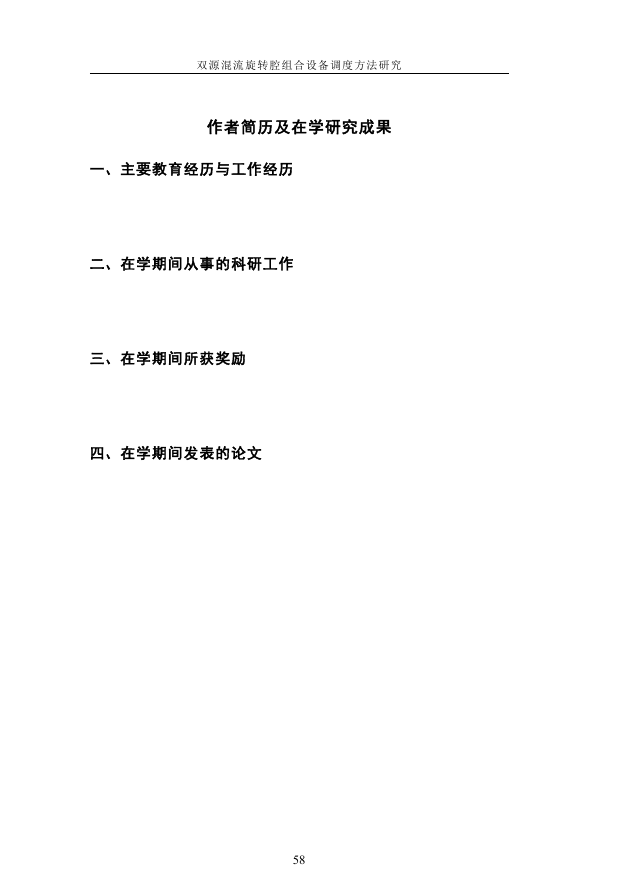 双源混流旋转腔组合设备调度方法研究
作者简历及在学研究成果
一、主要教育经历与工作经历
二、在学期间从事的科研工作
三、在学期间所获奖励
四、在学期间发表的论文
58